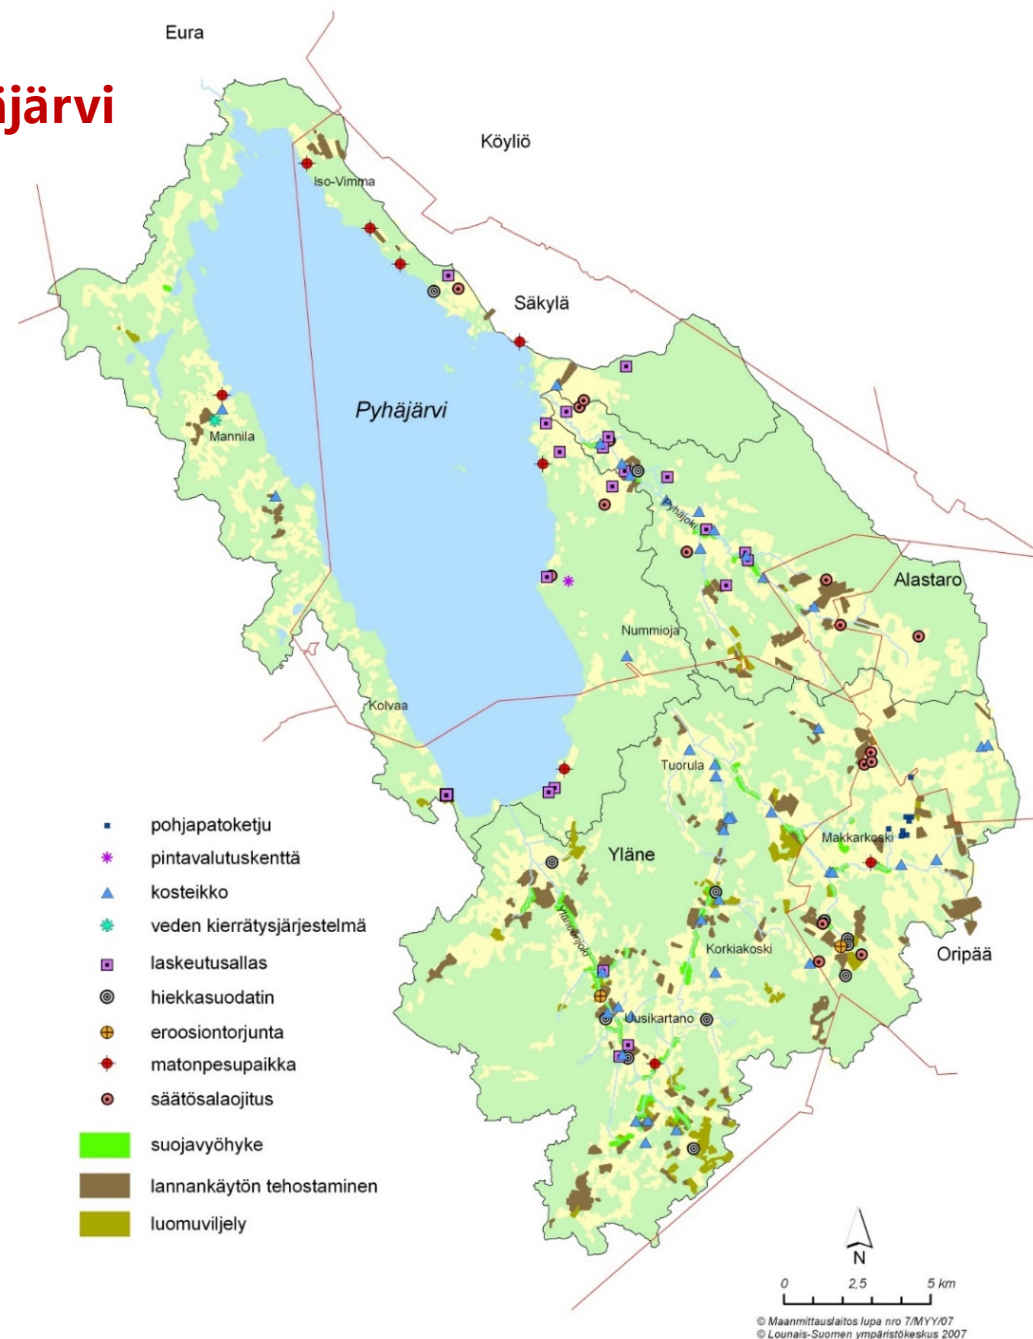 Eura
äjärvi
Köyliö
Iso-Vimma
Säkylä
Pyhäjärvi
Mannila
Pyhäjoki
Alastaro
Nummioja
Kolvaa
Tuorula
Makkarkoski
Yläne
Yläneenjoki
Korkiakoski
Oripää
Uusikartano
pohjapatoketju
pintavalutuskenttä
kosteikko
veden kierrätysjärjestelmä
laskeutusallas
hiekkasuodatin
eroosiontorjunta
matonpesupaikka
säätösalaojitus
suojavyöhyke
lannankäytön tehostaminen
luomuviljely
N
0 2,5 5 km
© Maanmittauslaitos lupa nro 7/MYY/07
© Lounais-Suomen ympäristökeskus 2007